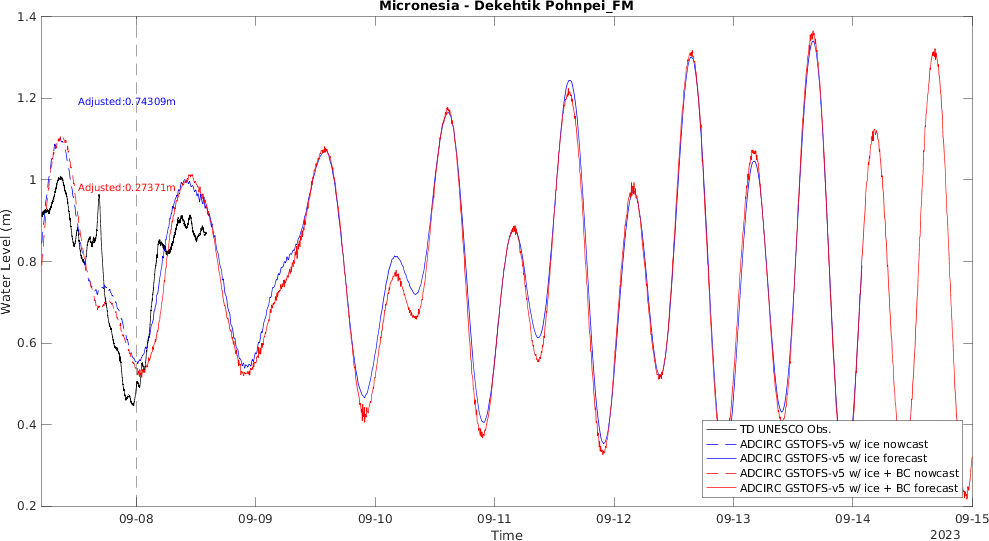 Micronesia - Dekehtik Pohnpei_FM
1.4
1.2
1
0.8
0.6
0.4
0.2
Water Level (m)
Adjusted:0.74309m
Adjusted:0.27371m
TD UNESCO Obs.
ADCIRC GSTOFS-v5 w/ ice nowcast
ADCIRC GSTOFS-v5 w/ ice forecast
ADCIRC GSTOFS-v5 w/ ice + BC nowcast
ADCIRC GSTOFS-v5 w/ ice + BC forecast
09-08 09-09 09-10 09-11 09-12 09-13 09-14 09-15
Time
2023